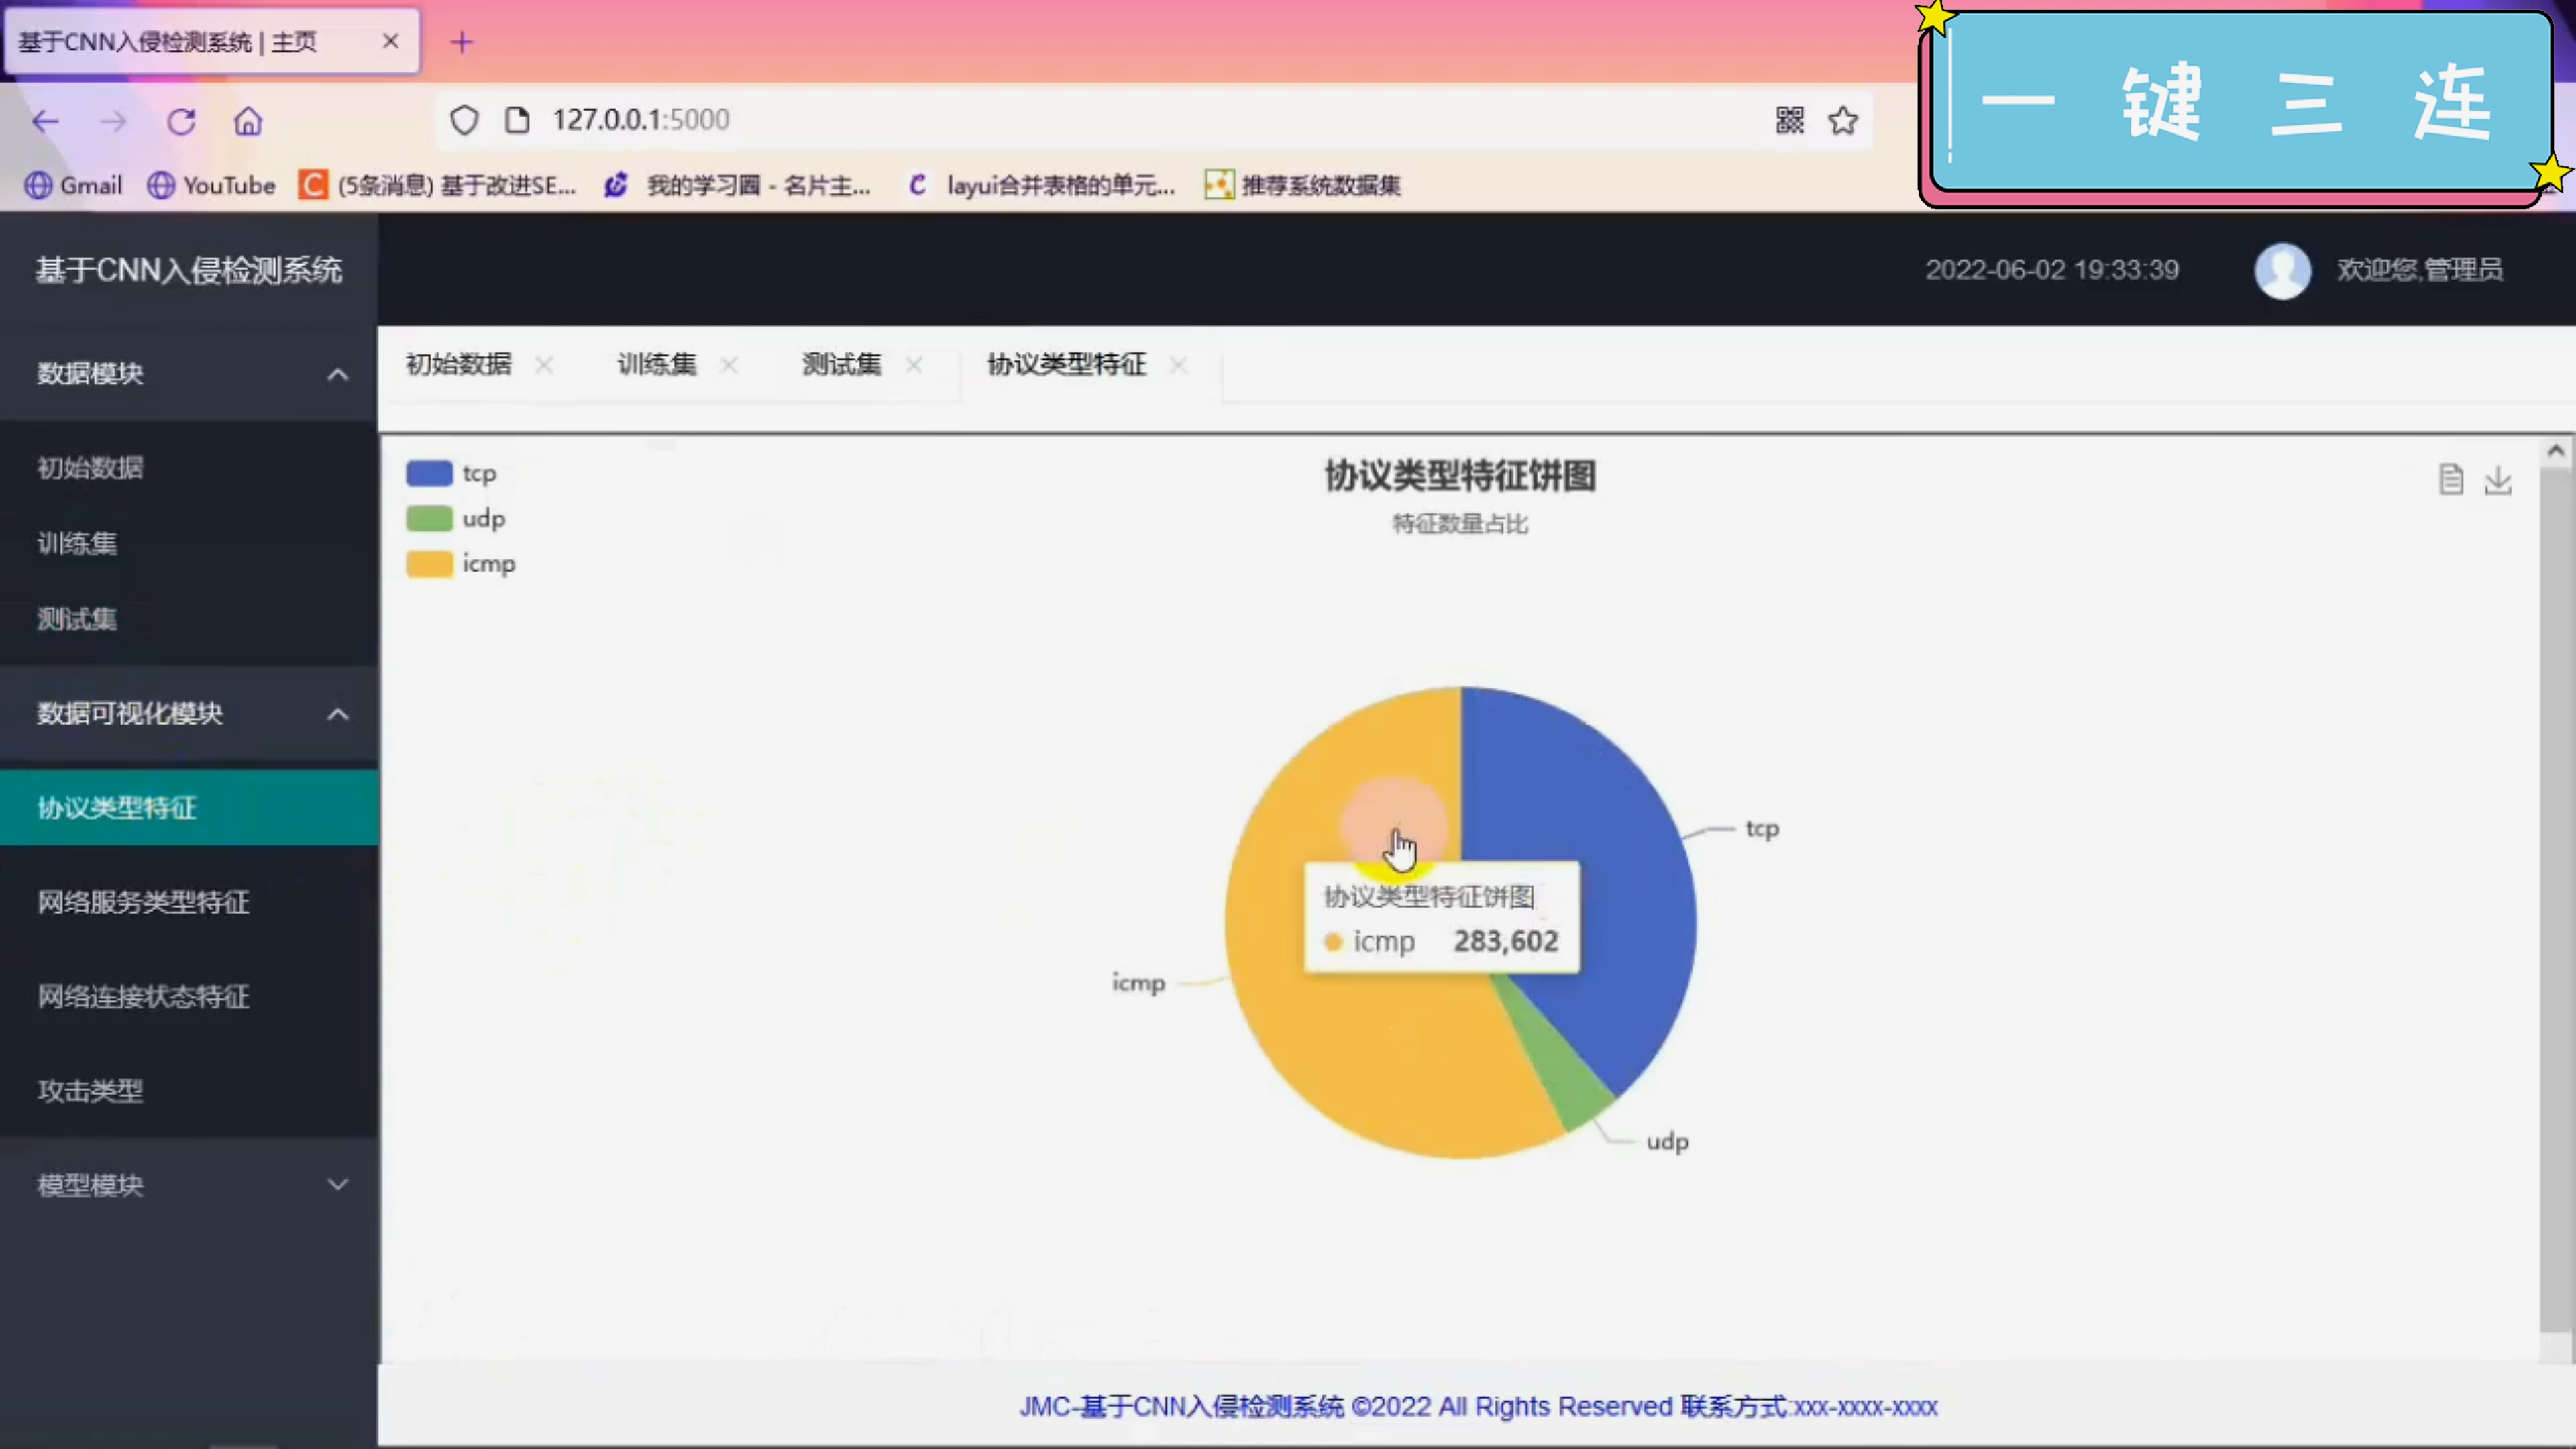 基于CNN入侵检测系统 | 主页
一键三连
127.0.0.1:5000
Gmail
YouTube
(5条消息) 基于改进SE...
我的学习圈 - 名片主...
layui合并表格的单元...
推荐系统数据集
基于CNN入侵检测系统
2022-06-02 19:33:39
欢迎您,管理员
数据模块
初始数据
训练集
测试集
数据可视化模块
协议类型特征
网络服务类型特征
网络连接状态特征
攻击类型
模型模块
初始数据
训练集
测试集
协议类型特征
tcp
udp
icmp
协议类型特征饼图
特征数量占比
tcp
协议类型特征饼图
icmp 283,602
icmp
udp
JMC-基于CNN入侵检测系统 ©2022 All Rights Reserved 联系方式:xxx-xxxx-xxxx